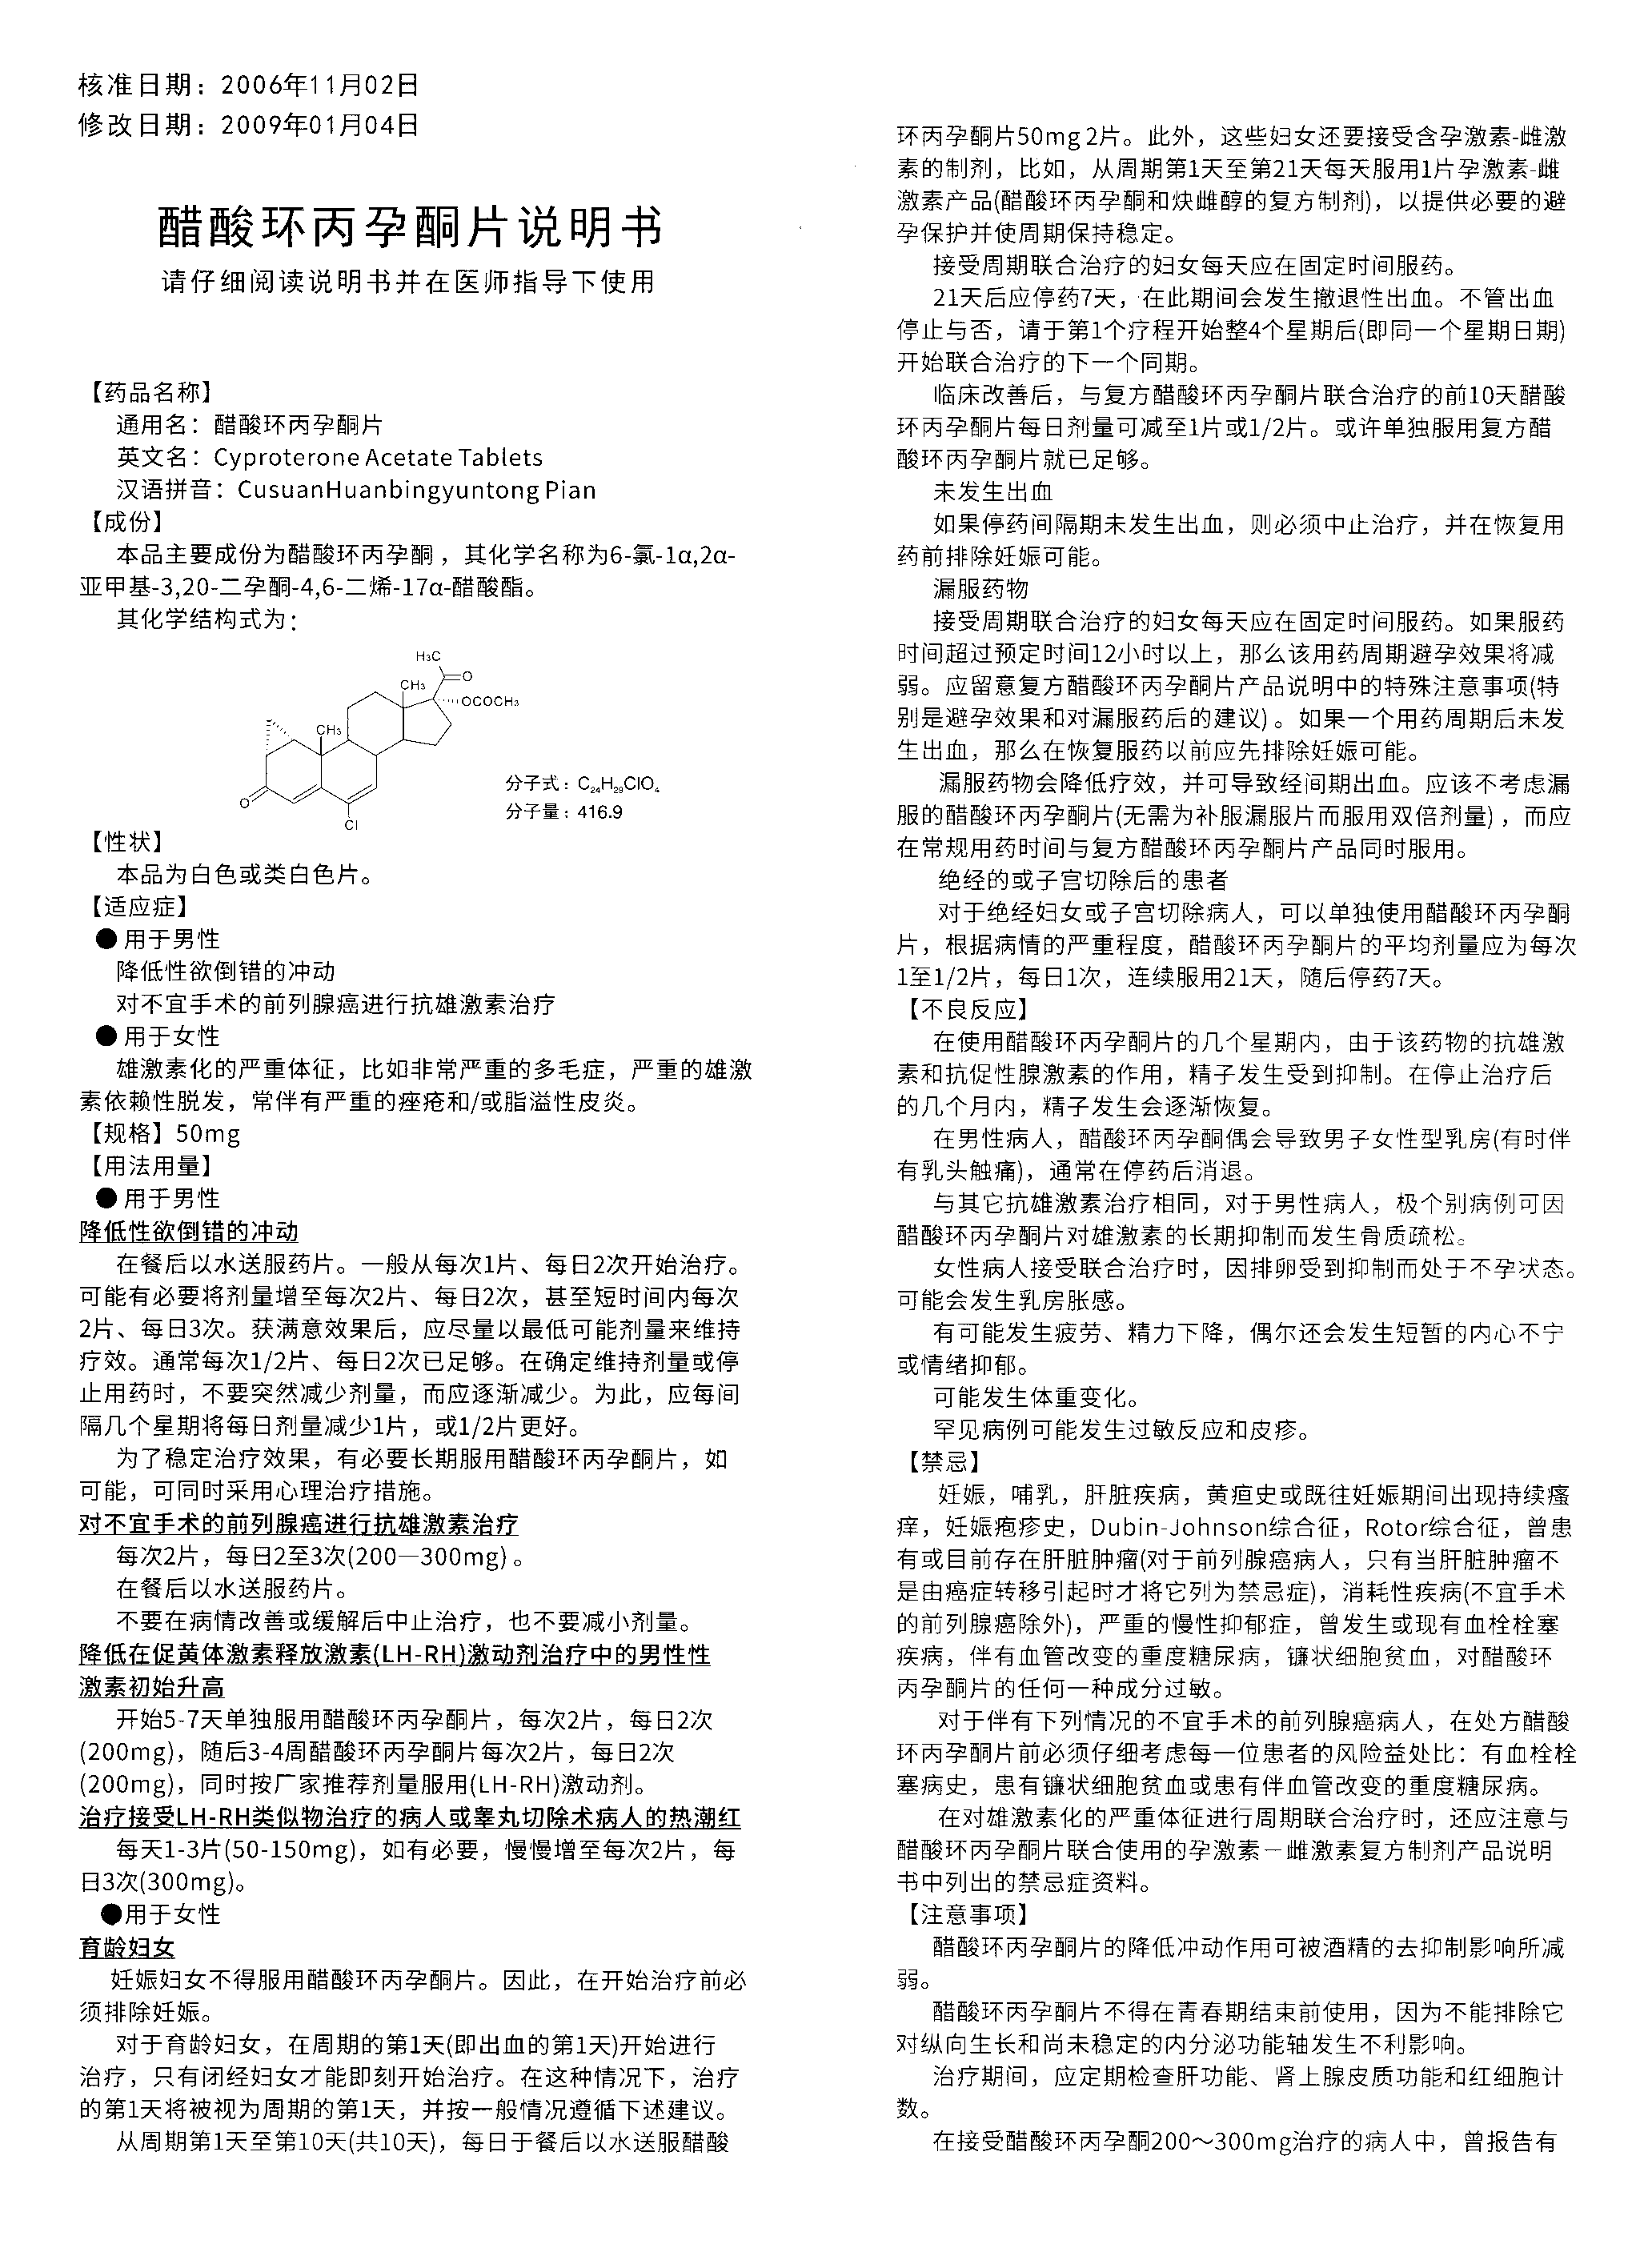 核准日期：2006年11月02日
修改日期：2009年01月04日
醋酸环丙孕酮片说明书
请仔细阅读说明书并在医师指导下使用
【药品名称】
通用名：醋酸环丙孕酮片
英文名：Cyproterone Acetate Tablets
汉语拼音：CusuanHuanbingyuntong Pian
【成份】
本品主要成份为醋酸环丙孕酮，其化学名称为6-氯-1α,2α-
亚甲基-3,20-二孕酮-4,6-二烯-17α-醋酸酯。
其化学结构式为：
H₃C
O
CH₃
OCOCH₃
CH₃
O
Cl
分子式：C₂₄H₂₉ClO₄
分子量：416.9
【性状】
本品为白色或类白色片。
【适应症】
●用于男性
降低性欲倒错的冲动
对不宜手术的前列腺癌进行抗雄激素治疗
●用于女性
雄激素化的严重体征，比如非常严重的多毛症，严重的雄激
素依赖性脱发，常伴有严重的痤疮和/或脂溢性皮炎。
【规格】50mg
【用法用量】
●用于男性
降低性欲倒错的冲动
在餐后以水送服药片。一般从每次1片、每日2次开始治疗。
可能有必要将剂量增至每次2片、每日2次，甚至短时间内每次
2片、每日3次。获满意效果后，应尽量以最低可能剂量来维持
疗效。通常每次1/2片、每日2次已足够。在确定维持剂量或停
止用药时，不要突然减少剂量，而应逐渐减少。为此，应每间
隔几个星期将每日剂量减少1片，或1/2片更好。
为了稳定治疗效果，有必要长期服用醋酸环丙孕酮片，如
可能，可同时采用心理治疗措施。
对不宜手术的前列腺癌进行抗雄激素治疗
每次2片，每日2至3次(200—300mg)。
在餐后以水送服药片。
不要在病情改善或缓解后中止治疗，也不要减小剂量。
降低在促黄体激素释放激素(LH-RH)激动剂治疗中的男性性
激素初始升高
开始5-7天单独服用醋酸环丙孕酮片，每次2片，每日2次
(200mg)，随后3-4周醋酸环丙孕酮片每次2片，每日2次
(200mg)，同时按厂家推荐剂量服用(LH-RH)激动剂。
治疗接受LH-RH类似物治疗的病人或睾丸切除术病人的热潮红
每天1-3片(50-150mg)，如有必要，慢慢增至每次2片，每
日3次(300mg)。
●用于女性
育龄妇女
妊娠妇女不得服用醋酸环丙孕酮片。因此，在开始治疗前必
须排除妊娠。
对于育龄妇女，在周期的第1天(即出血的第1天)开始进行
治疗，只有闭经妇女才能即刻开始治疗。在这种情况下，治疗
的第1天将被视为周期的第1天，并按一般情况遵循下述建议。
从周期第1天至第10天(共10天)，每日于餐后以水送服醋酸
环丙孕酮片50mg 2片。此外，这些妇女还要接受含孕激素-雌激
素的制剂，比如，从周期第1天至第21天每天服用1片孕激素-雌
激素产品(醋酸环丙孕酮和炔雌醇的复方制剂)，以提供必要的避
孕保护并使周期保持稳定。
接受周期联合治疗的妇女每天应在固定时间服药。
21天后应停药7天，在此期间会发生撤退性出血。不管出血
停止与否，请于第1个疗程开始整4个星期后(即同一个星期日期)
开始联合治疗的下一个同期。
临床改善后，与复方醋酸环丙孕酮片联合治疗的前10天醋酸
环丙孕酮片每日剂量可减至1片或1/2片。或许单独服用复方醋
酸环丙孕酮片就已足够。
未发生出血
如果停药间隔期未发生出血，则必须中止治疗，并在恢复用
药前排除妊娠可能。
漏服药物
接受周期联合治疗的妇女每天应在固定时间服药。如果服药
时间超过预定时间12小时以上，那么该用药周期避孕效果将减
弱。应留意复方醋酸环丙孕酮片产品说明中的特殊注意事项(特
别是避孕效果和对漏服药后的建议)。如果一个用药周期后未发
生出血，那么在恢复服药以前应先排除妊娠可能。
漏服药物会降低疗效，并可导致经间期出血。应该不考虑漏
服的醋酸环丙孕酮片(无需为补服漏服片而服用双倍剂量)，而应
在常规用药时间与复方醋酸环丙孕酮片产品同时服用。
绝经的或子宫切除后的患者
对于绝经妇女或子宫切除病人，可以单独使用醋酸环丙孕酮
片，根据病情的严重程度，醋酸环丙孕酮片的平均剂量应为每次
1至1/2片，每日1次，连续服用21天，随后停药7天。
【不良反应】
在使用醋酸环丙孕酮片的几个星期内，由于该药物的抗雄激
素和抗促性腺激素的作用，精子发生受到抑制。在停止治疗后
的几个月内，精子发生会逐渐恢复。
在男性病人，醋酸环丙孕酮偶会导致男子女性型乳房(有时伴
有乳头触痛)，通常在停药后消退。
与其它抗雄激素治疗相同，对于男性病人，极个别病例可因
醋酸环丙孕酮片对雄激素的长期抑制而发生骨质疏松。
女性病人接受联合治疗时，因排卵受到抑制而处于不孕状态。
可能会发生乳房胀感。
有可能发生疲劳、精力下降，偶尔还会发生短暂的内心不宁
或情绪抑郁。
可能发生体重变化。
罕见病例可能发生过敏反应和皮疹。
【禁忌】
妊娠，哺乳，肝脏疾病，黄疸史或既往妊娠期间出现持续瘙
痒，妊娠疱疹史，Dubin-Johnson综合征，Rotor综合征，曾患
有或目前存在肝脏肿瘤(对于前列腺癌病人，只有当肝脏肿瘤不
是由癌症转移引起时才将它列为禁忌症)，消耗性疾病(不宜手术
的前列腺癌除外)，严重的慢性抑郁症，曾发生或现有血栓栓塞
疾病，伴有血管改变的重度糖尿病，镰状细胞贫血，对醋酸环
丙孕酮片的任何一种成分过敏。
对于伴有下列情况的不宜手术的前列腺癌病人，在处方醋酸
环丙孕酮片前必须仔细考虑每一位患者的风险益处比：有血栓栓
塞病史，患有镰状细胞贫血或患有伴血管改变的重度糖尿病。
在对雄激素化的严重体征进行周期联合治疗时，还应注意与
醋酸环丙孕酮片联合使用的孕激素－雌激素复方制剂产品说明
书中列出的禁忌症资料。
【注意事项】
醋酸环丙孕酮片的降低冲动作用可被酒精的去抑制影响所减
弱。
醋酸环丙孕酮片不得在青春期结束前使用，因为不能排除它
对纵向生长和尚未稳定的内分泌功能轴发生不利影响。
治疗期间，应定期检查肝功能、肾上腺皮质功能和红细胞计
数。
在接受醋酸环丙孕酮200～300mg治疗的病人中，曾报告有